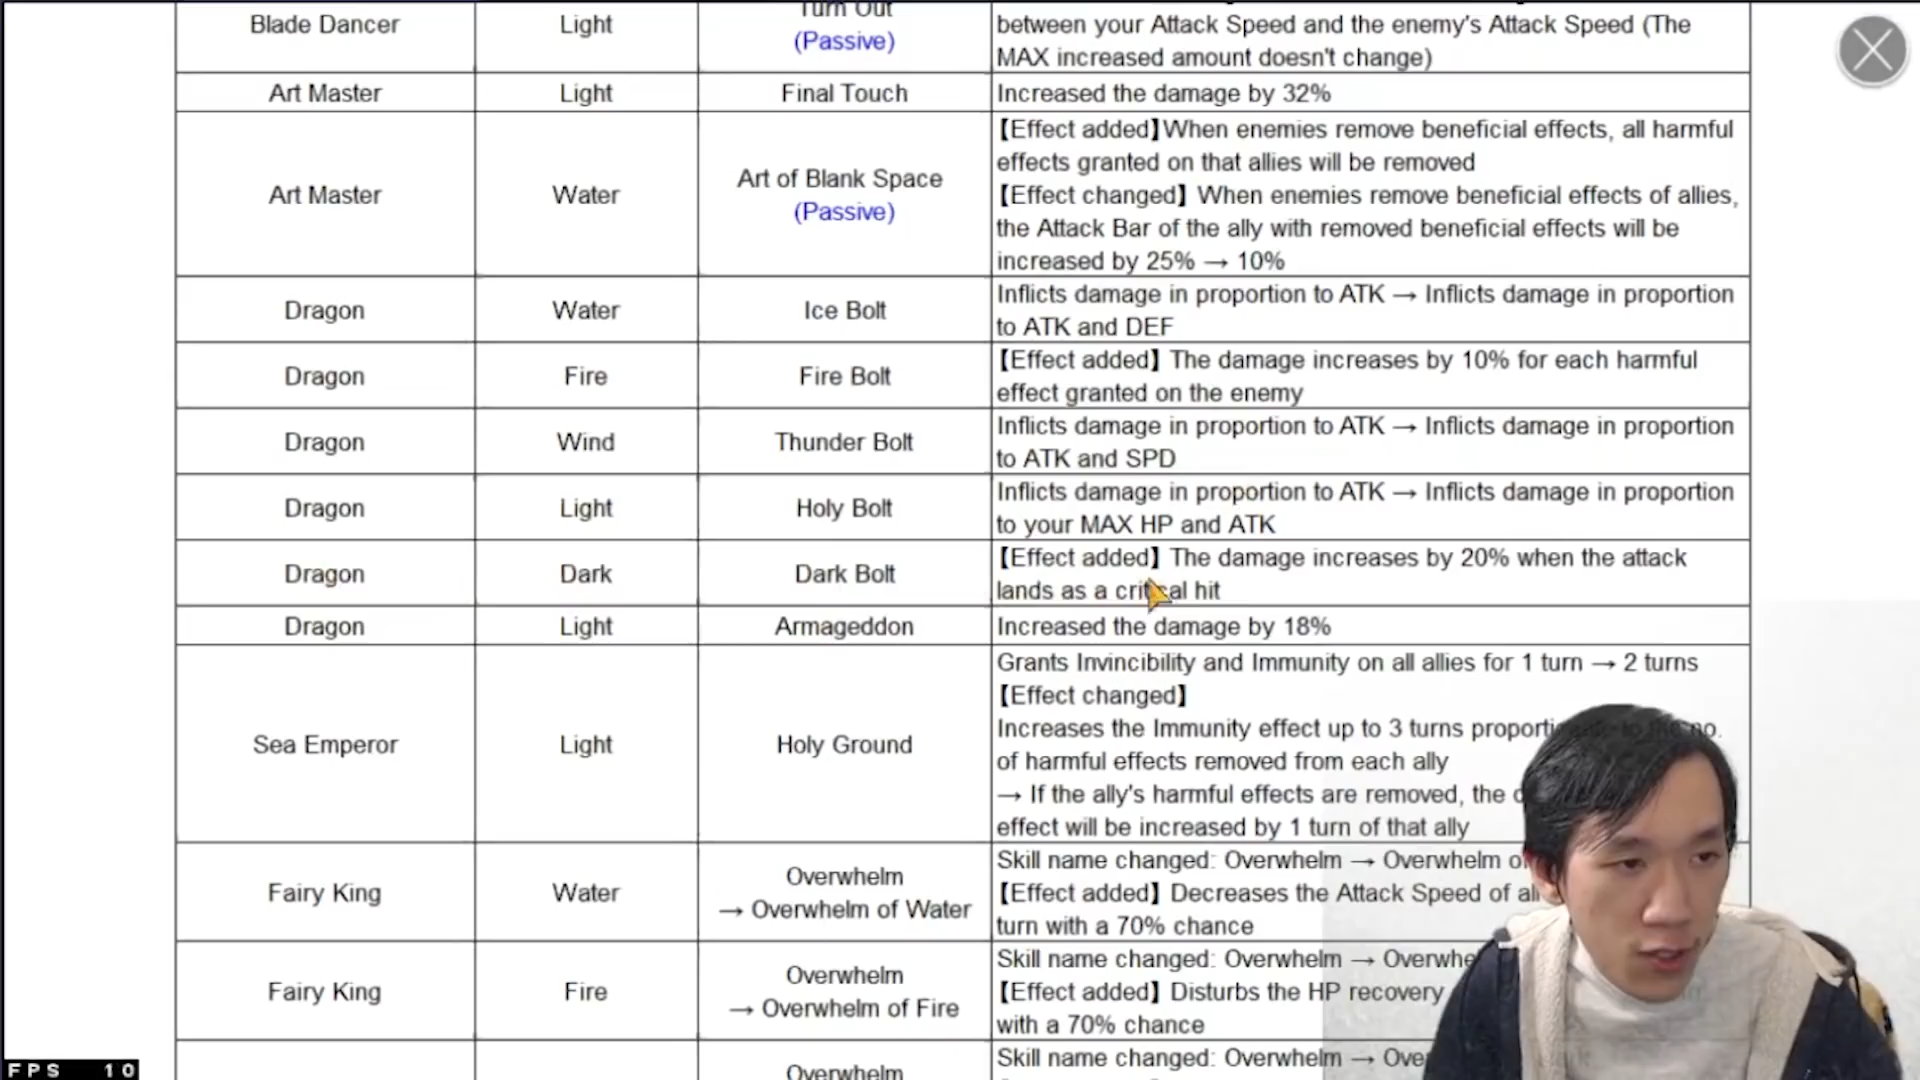 Blade Dancer
Light
Turn Out
(Passive)
between your Attack Speed and the enemy's Attack Speed (The
MAX increased amount doesn't change)
Art Master
Light
Final Touch
Increased the damage by 32%
Art Master
Water
Art of Blank Space
(Passive)
【Effect added】When enemies remove beneficial effects, all harmful
effects granted on that allies will be removed
【Effect changed】 When enemies remove beneficial effects of allies,
the Attack Bar of the ally with removed beneficial effects will be
increased by 25% → 10%
Dragon
Water
Ice Bolt
Inflicts damage in proportion to ATK → Inflicts damage in proportion
to ATK and DEF
Dragon
Fire
Fire Bolt
【Effect added】 The damage increases by 10% for each harmful
effect granted on the enemy
Dragon
Wind
Thunder Bolt
Inflicts damage in proportion to ATK → Inflicts damage in proportion
to ATK and SPD
Dragon
Light
Holy Bolt
Inflicts damage in proportion to ATK → Inflicts damage in proportion
to your MAX HP and ATK
Dragon
Dark
Dark Bolt
【Effect added】 The damage increases by 20% when the attack
lands as a critical hit
Dragon
Light
Armageddon
Increased the damage by 18%
Sea Emperor
Light
Holy Ground
Grants Invincibility and Immunity on all allies for 1 turn → 2 turns
【Effect changed】
Increases the Immunity effect up to 3 turns to the no.
of harmful effects removed from each ally
→ If the ally's harmful effects are removed, the
effect will be increased by 1 turn of that ally
Fairy King
Water
Overwhelm
→ Overwhelm of Water
Skill name changed: Overwhelm → Overwhelm
【Effect added】 Decreases the Attack Speed of
turn with a 70% chance
Fairy King
Fire
Overwhelm
→ Overwhelm of Fire
Skill name changed: Overwhelm →
【Effect added】 Disturbs the HP recovery
with a 70% chance
Overwhelm
Skill name changed: Overwhelm →
FPS 10